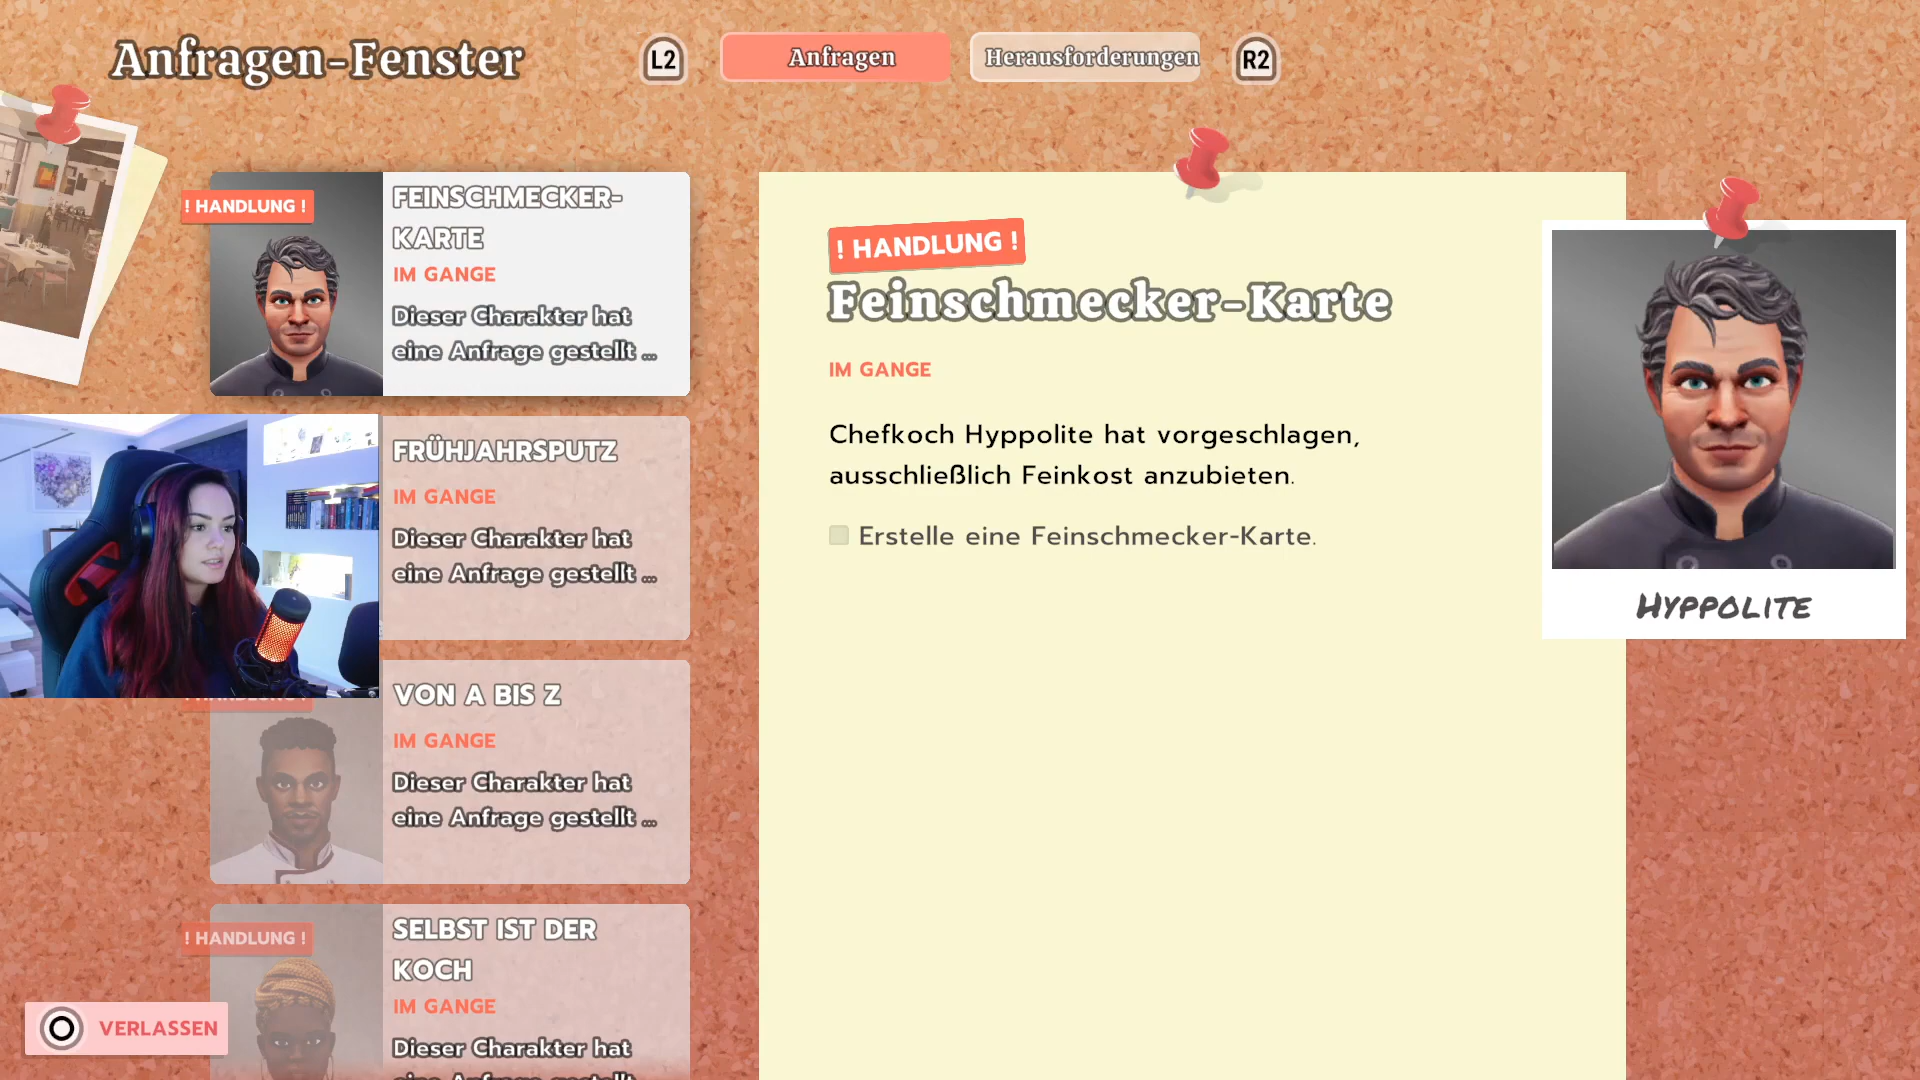 Anfragen-Fenster
L2
Anfragen
Herausforderungen
R2
! HANDLUNG !
FEINSCHMECKER-
KARTE
IM GANGE
Dieser Charakter hat
eine Anfrage gestellt ...
FRÜHJAHRSPUTZ
IM GANGE
Dieser Charakter hat
eine Anfrage gestellt ...
VON A BIS Z
IM GANGE
Dieser Charakter hat
eine Anfrage gestellt ...
! HANDLUNG !
SELBST IST DER
KOCH
IM GANGE
Dieser Charakter hat
VERLASSEN
! HANDLUNG !
Feinschmecker-Karte
IM GANGE
Chefkoch Hyppolite hat vorgeschlagen,
ausschließlich Feinkost anzubieten.
Erstelle eine Feinschmecker-Karte.
HYPPOLITE